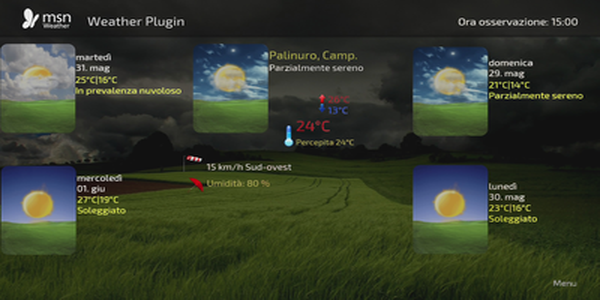 msn
Weather
Weather Plugin
Ora osservazione: 15:00
martedì
31. mag
25°C|16°C
In prevalenza nuvoloso
Palinuro, Camp.
Parzialmente sereno
13°C
24°C
Percepita 24°C
15 km/h Sud-ovest
Umidità: 80 %
domenica
29. mag
21°C|14°C
Parzialmente sereno
mercoledì
01. giu
27°C|19°C
Soleggiato
lunedì
30. mag
23°C|16°C
Soleggiato
Menu